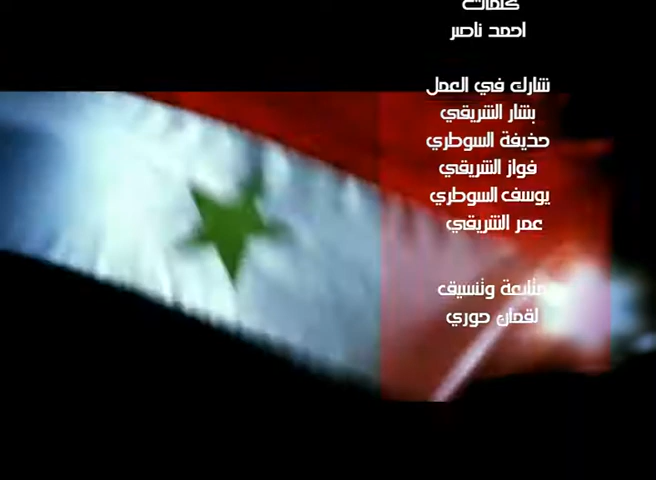 كلمات
احمد ناصر
شارك في العمل
بشار الشريقي
حذيفة السوطري
فواز الشريقي
يوسف السوطري
عمر الشريقي
متابعة وتنسيق
لقمان حوري